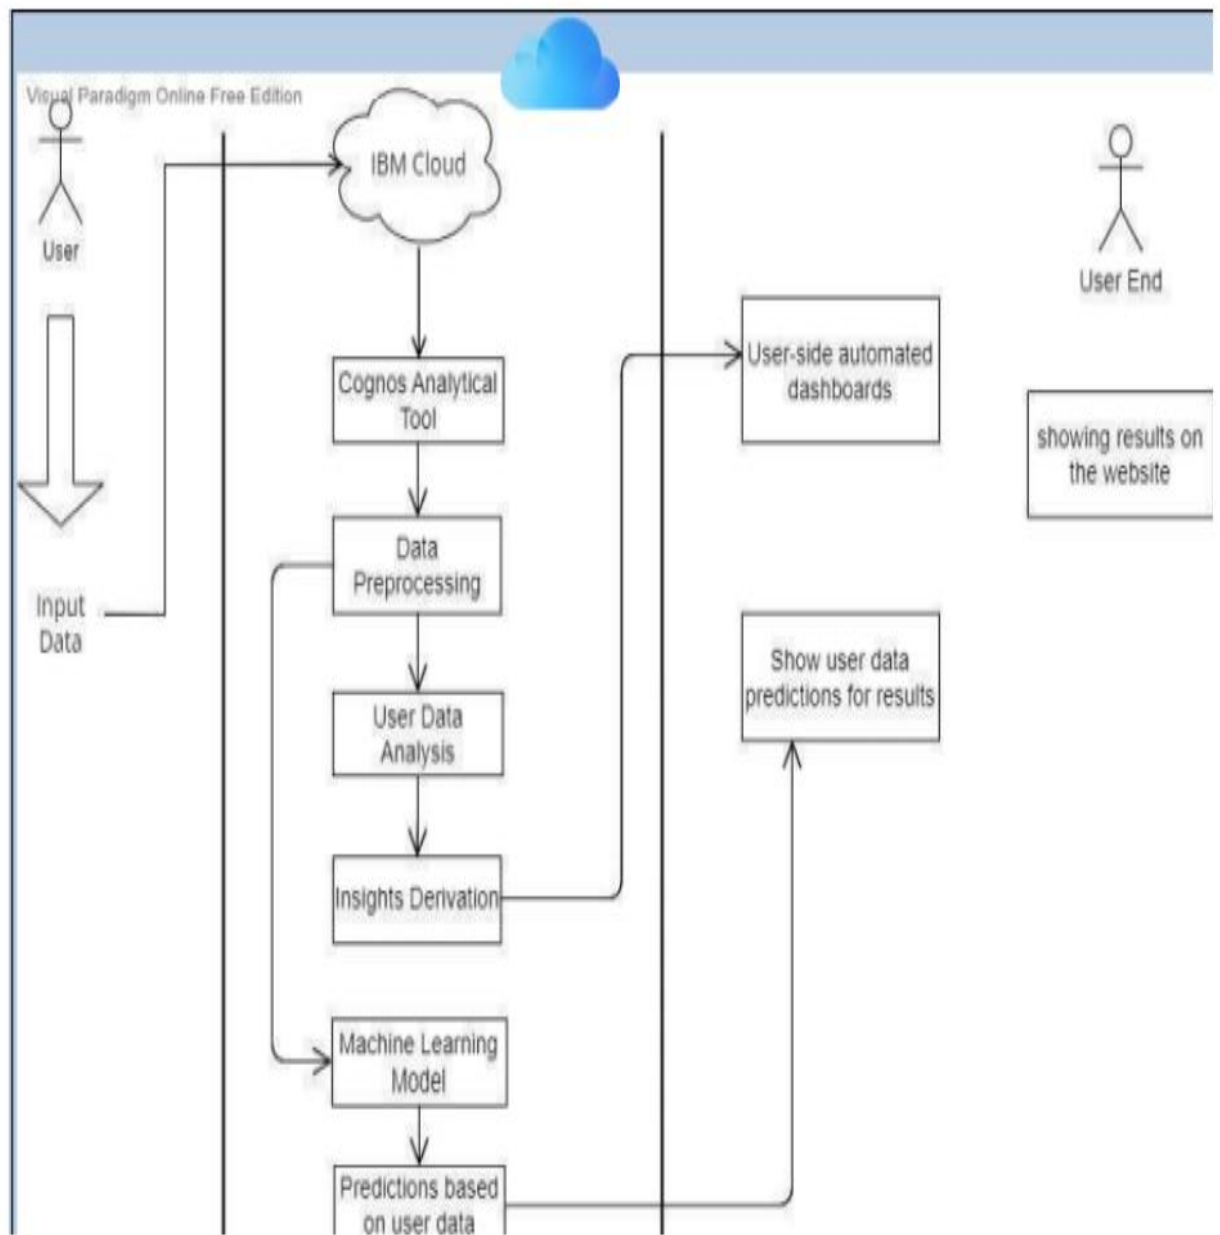 Visual Paradigm Online Free Edition
User
Input
Data
IBM Cloud
Cognos Analytical
Tool
Data
Preprocessing
User Data
Analysis
Insights Derivation
Machine Learning
Model
Predictions based
on user data
User-side automated
dashboards
Show user data
predictions for results
User End
showing results on
the website